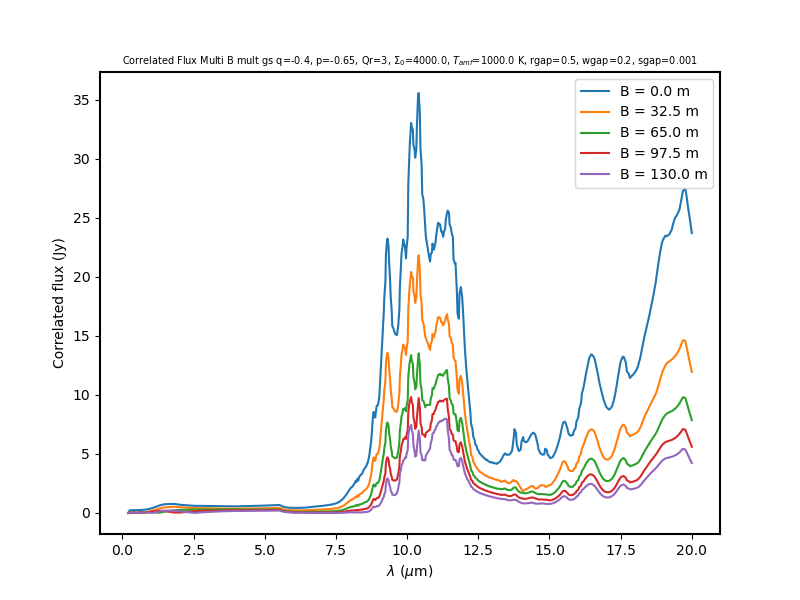 Correlated Flux Multi B mult gs q=-0.4, p=-0.65, Qr=3, Σ₀=4000.0, Tₐₘₗ=1000.0 K, rgap=0.5, wgap=0.2, sgap=0.001
B = 0.0 m
B = 32.5 m
B = 65.0 m
B = 97.5 m
B = 130.0 m
Correlated flux (Jy)
35
30
25
20
15
10
5
0
0.0 2.5 5.0 7.5 10.0 12.5 15.0 17.5 20.0
λ (μm)